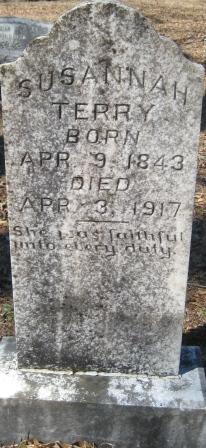 SUSANNAH
TERRY
BORN
APR. 9. 1843
DIED
APR. 3, 1917
She was faithful
unto every duty